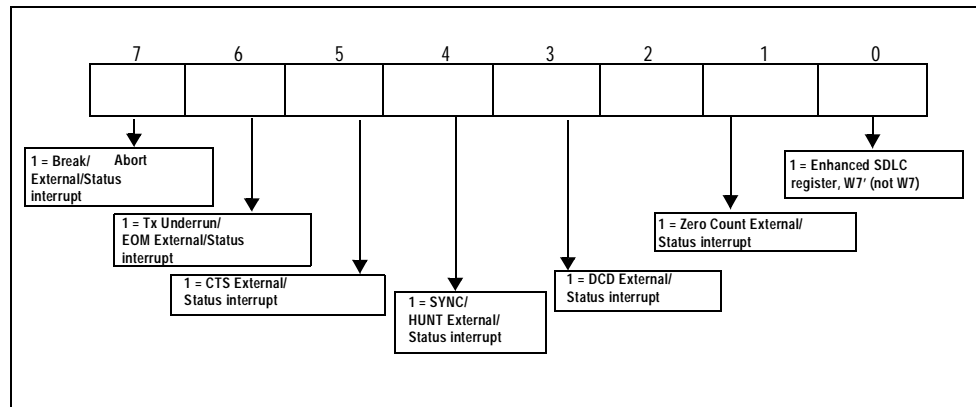 7 6 5 4 3 2 1 0
1 = Break/ Abort
External/Status
interrupt
1 = Tx Underrun/
EOM External/Status
interrupt
1 = CTS External/
Status interrupt
1 = SYNC/
HUNT External/
Status interrupt
1 = DCD External/
Status interrupt
1 = Zero Count External/
Status interrupt
1 = Enhanced SDLC
register, W7′ (not W7)